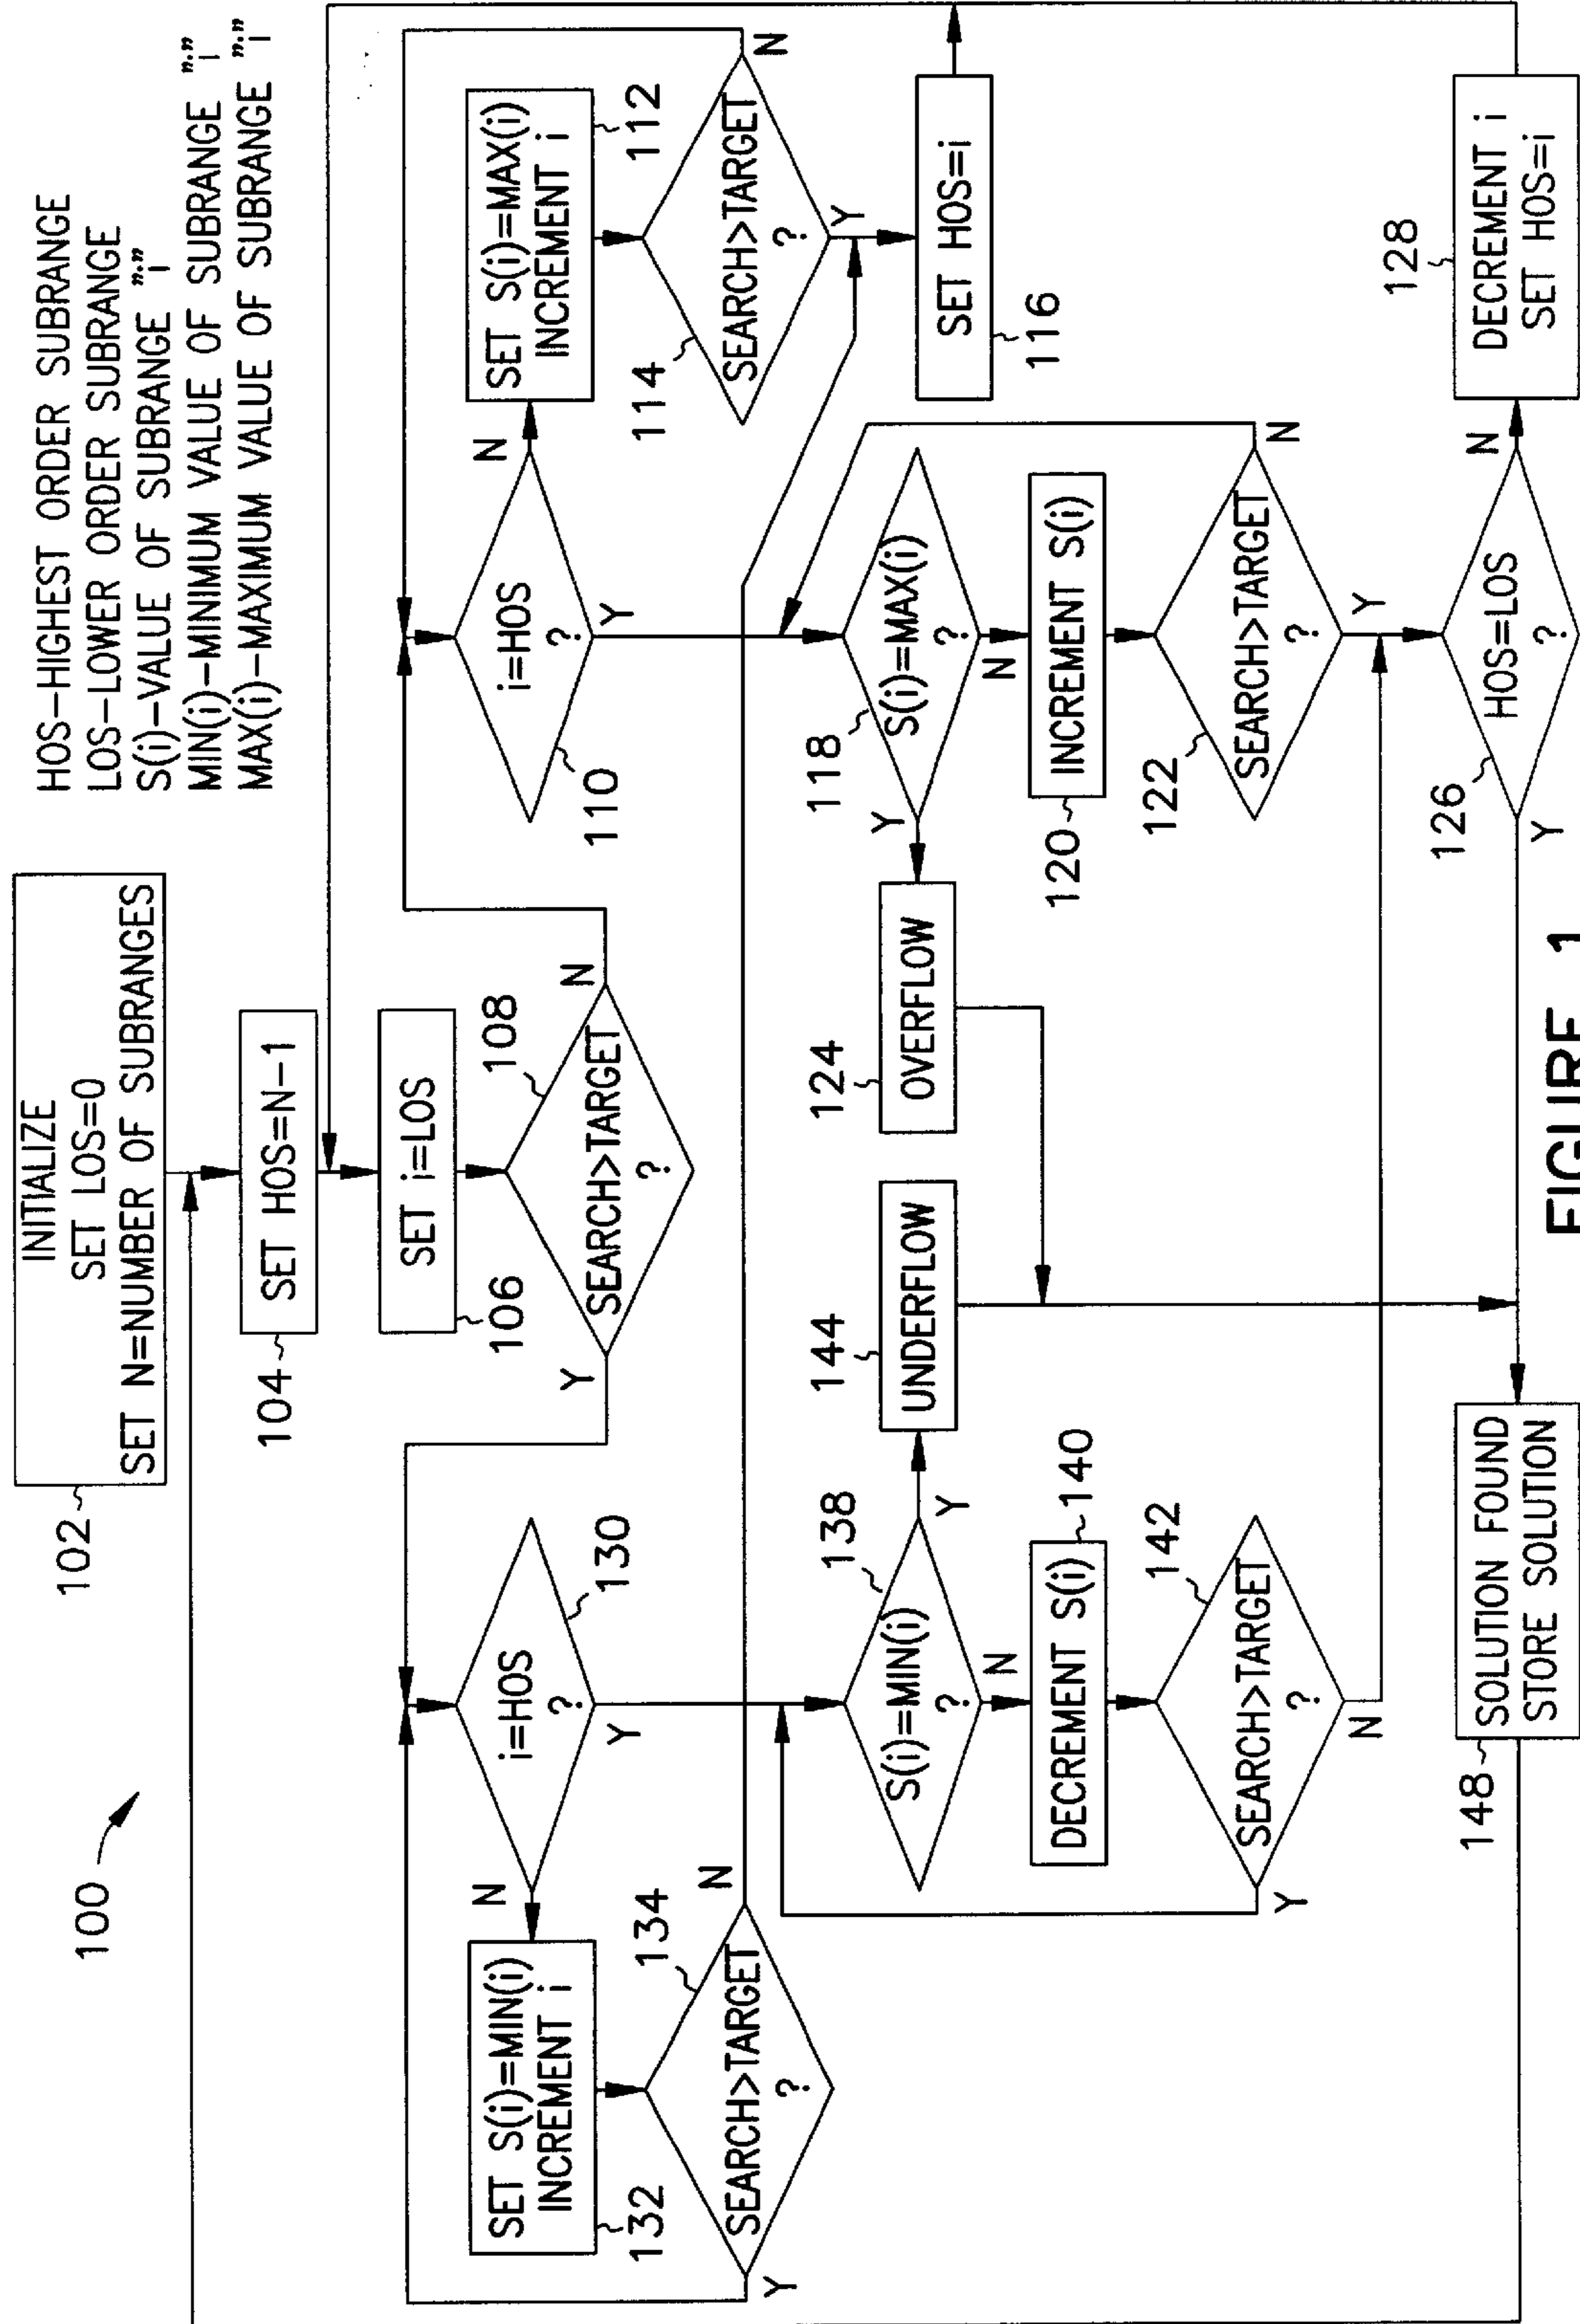 HOS–HIGHEST ORDER SUBRANGE
LOS–LOWER ORDER SUBRANGE
S(i)–VALUE OF SUBRANGE "i"
MIN(i)–MINIMUM VALUE OF SUBRANGE "i"
MAX(i)–MAXIMUM VALUE OF SUBRANGE "i"
100
102
INITIALIZE
SET LOS=0
SET N=NUMBER OF SUBRANGES
104
SET HOS=N-1
106
SET i=LOS
108
SEARCH>TARGET
?
Y
N
130
i=HOS
?
N
Y
110
i=HOS
?
N
Y
132
SET S(i)=MIN(i)
INCREMENT i
112
SET S(i)=MAX(i)
INCREMENT i
134
SEARCH>TARGET
?
Y
N
114
SEARCH>TARGET
?
N
Y
116
SET HOS=i
138
S(i)=MIN(i)
?
Y
N
144
UNDERFLOW
124
OVERFLOW
118
S(i)=MAX(i)
?
Y
N
140
DECREMENT S(i)
120
INCREMENT S(i)
142
SEARCH>TARGET
?
Y
N
122
SEARCH>TARGET
?
N
Y
148
SOLUTION FOUND
STORE SOLUTION
126
HOS=LOS
?
Y
N
128
DECREMENT i
SET HOS=i
FIGURE 1